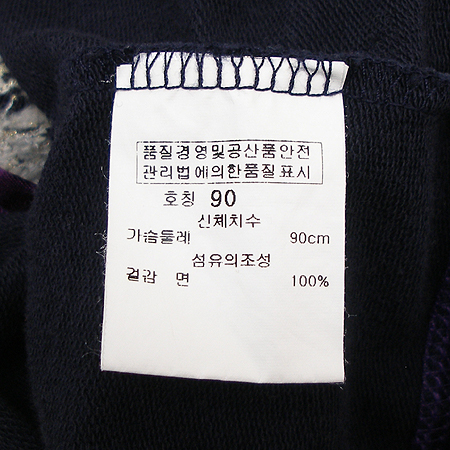 품질경영및공산품안전
관리법에의한품질표시
호칭 90
신체치수
가슴둘레 90cm
섬유의조성
겉감 면 100%